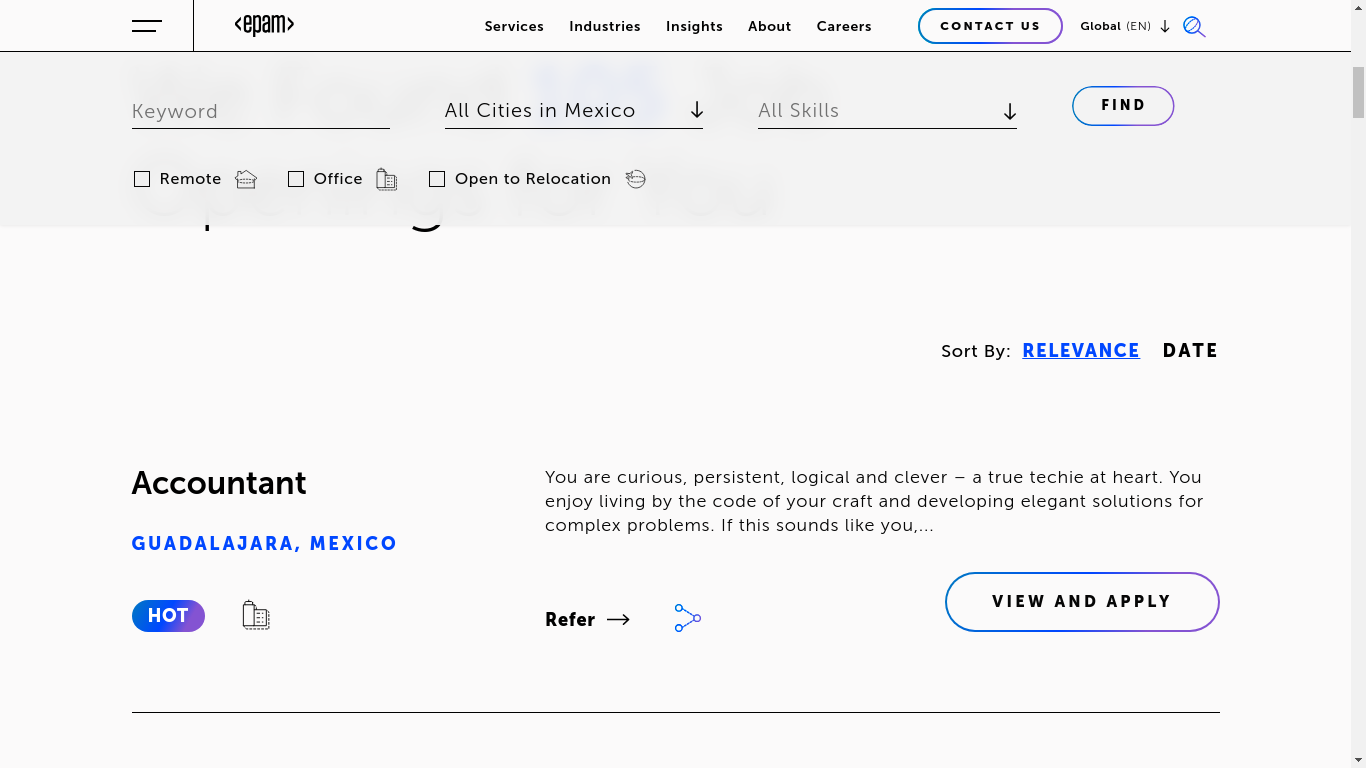 <epam>
Services Industries Insights About Careers CONTACT US Global (EN)
Keyword All Cities in Mexico All Skills FIND
Remote Office Open to Relocation
Sort By: RELEVANCE DATE
Accountant
You are curious, persistent, logical and clever – a true techie at heart. You
enjoy living by the code of your craft and developing elegant solutions for
complex problems. If this sounds like you,...
GUADALAJARA, MEXICO
HOT
Refer
VIEW AND APPLY